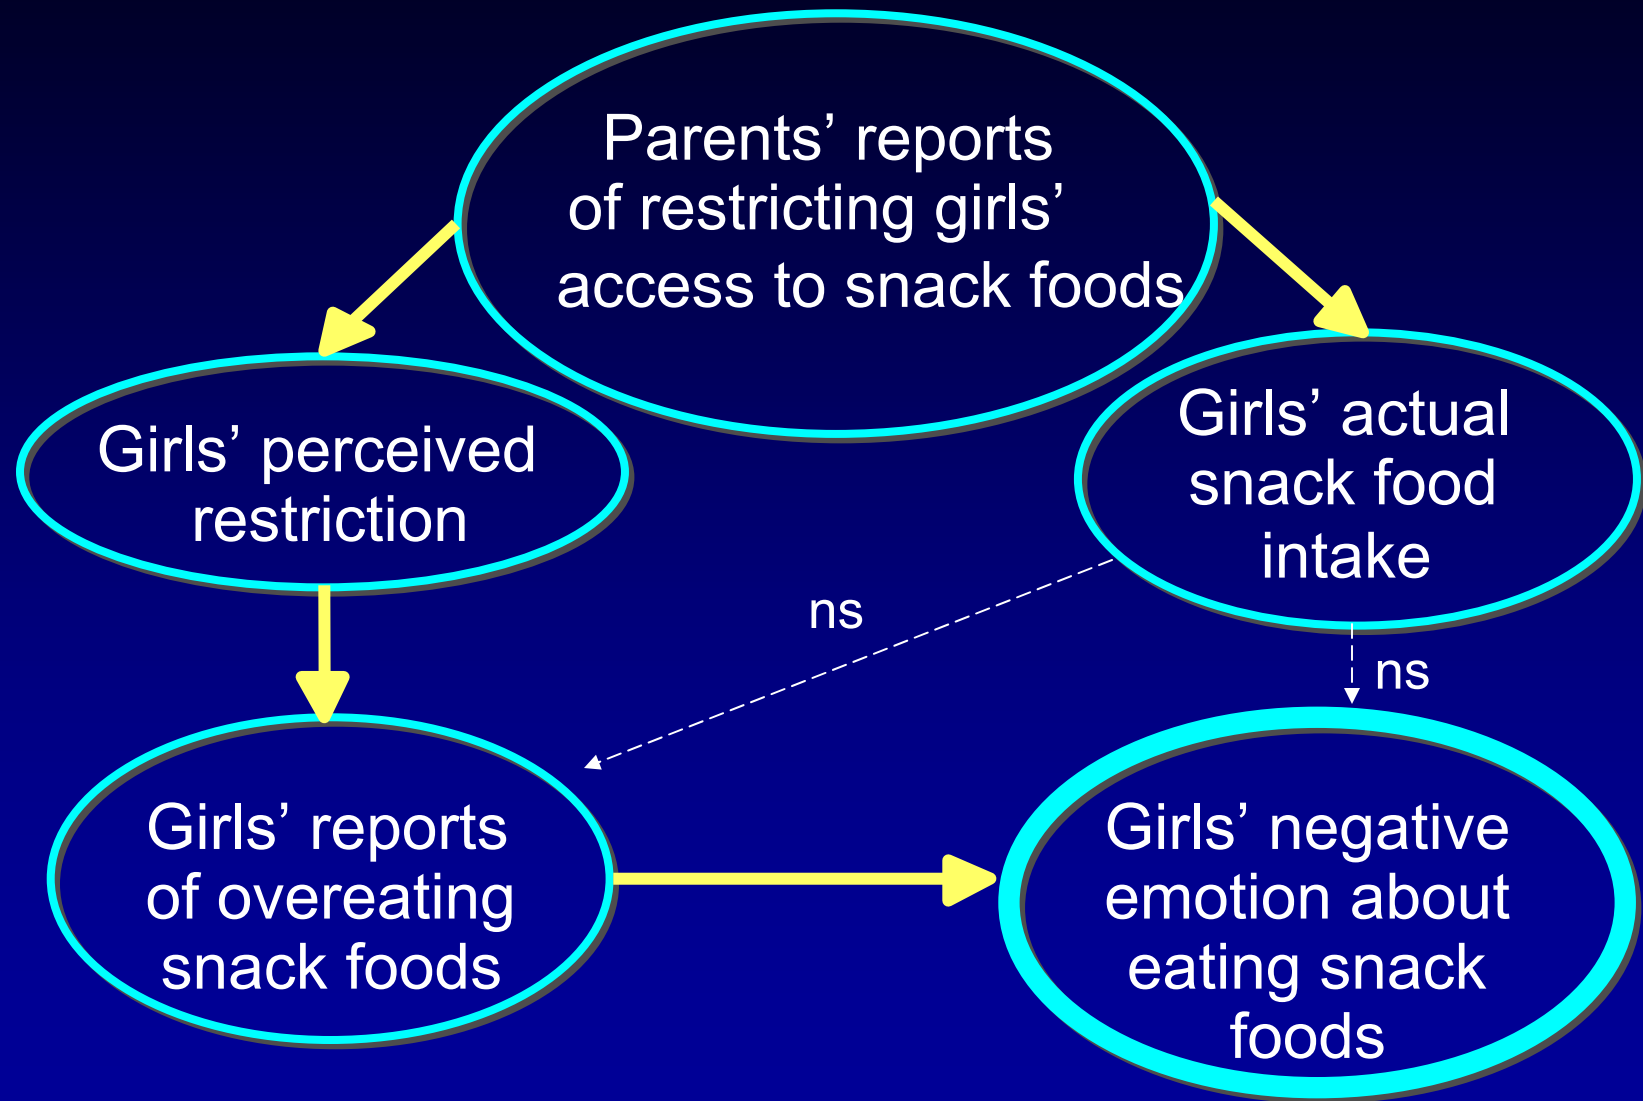 Parents’ reports
of restricting girls’
access to snack foods
Girls’ perceived
restriction
Girls’ actual
snack food
intake
ns
ns
Girls’ reports
of overeating
snack foods
Girls’ negative
emotion about
eating snack
foods